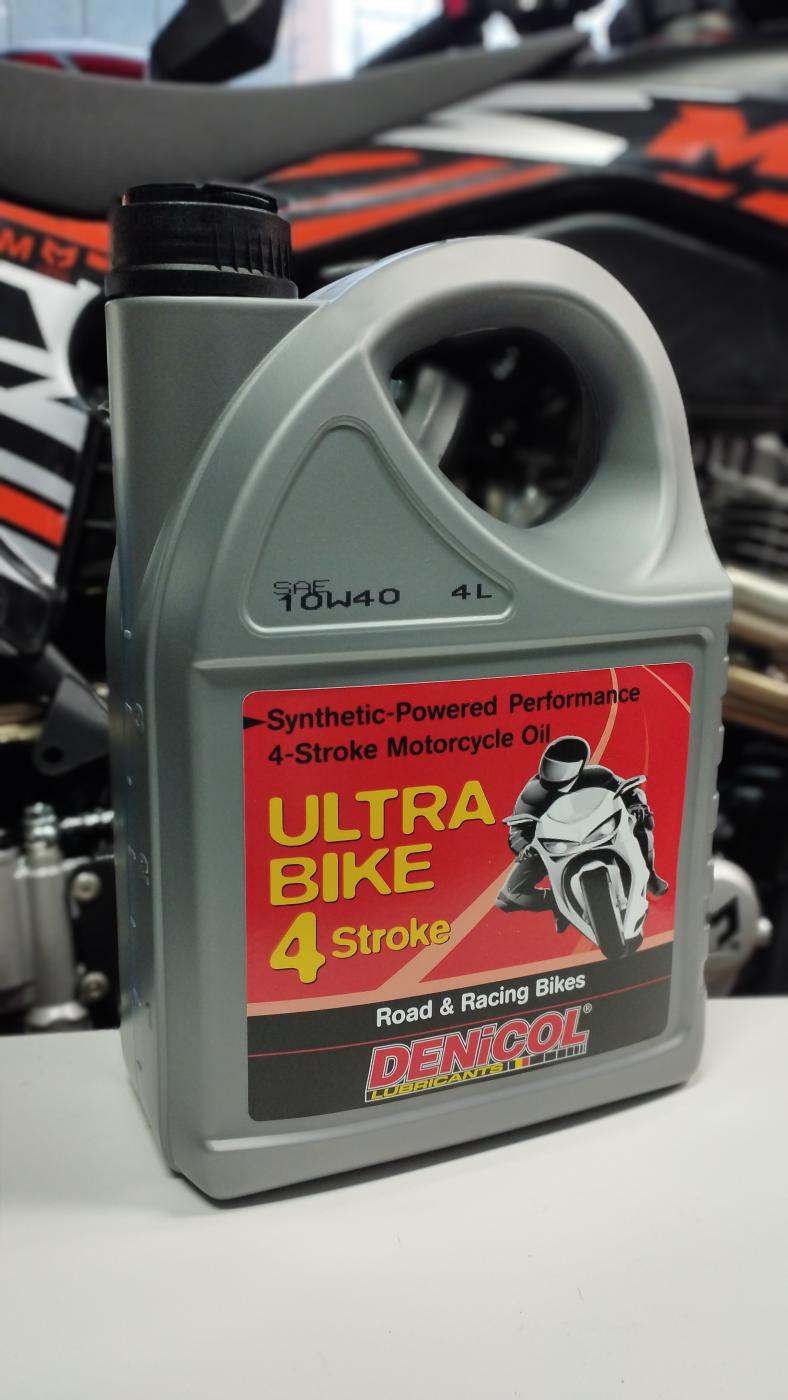 SAE
10W40 4L
Synthetic-Powered Performance
4-Stroke Motorcycle Oil
ULTRA
BIKE
4 Stroke
Road & Racing Bikes
DENiCOL®
LUBRICANTS